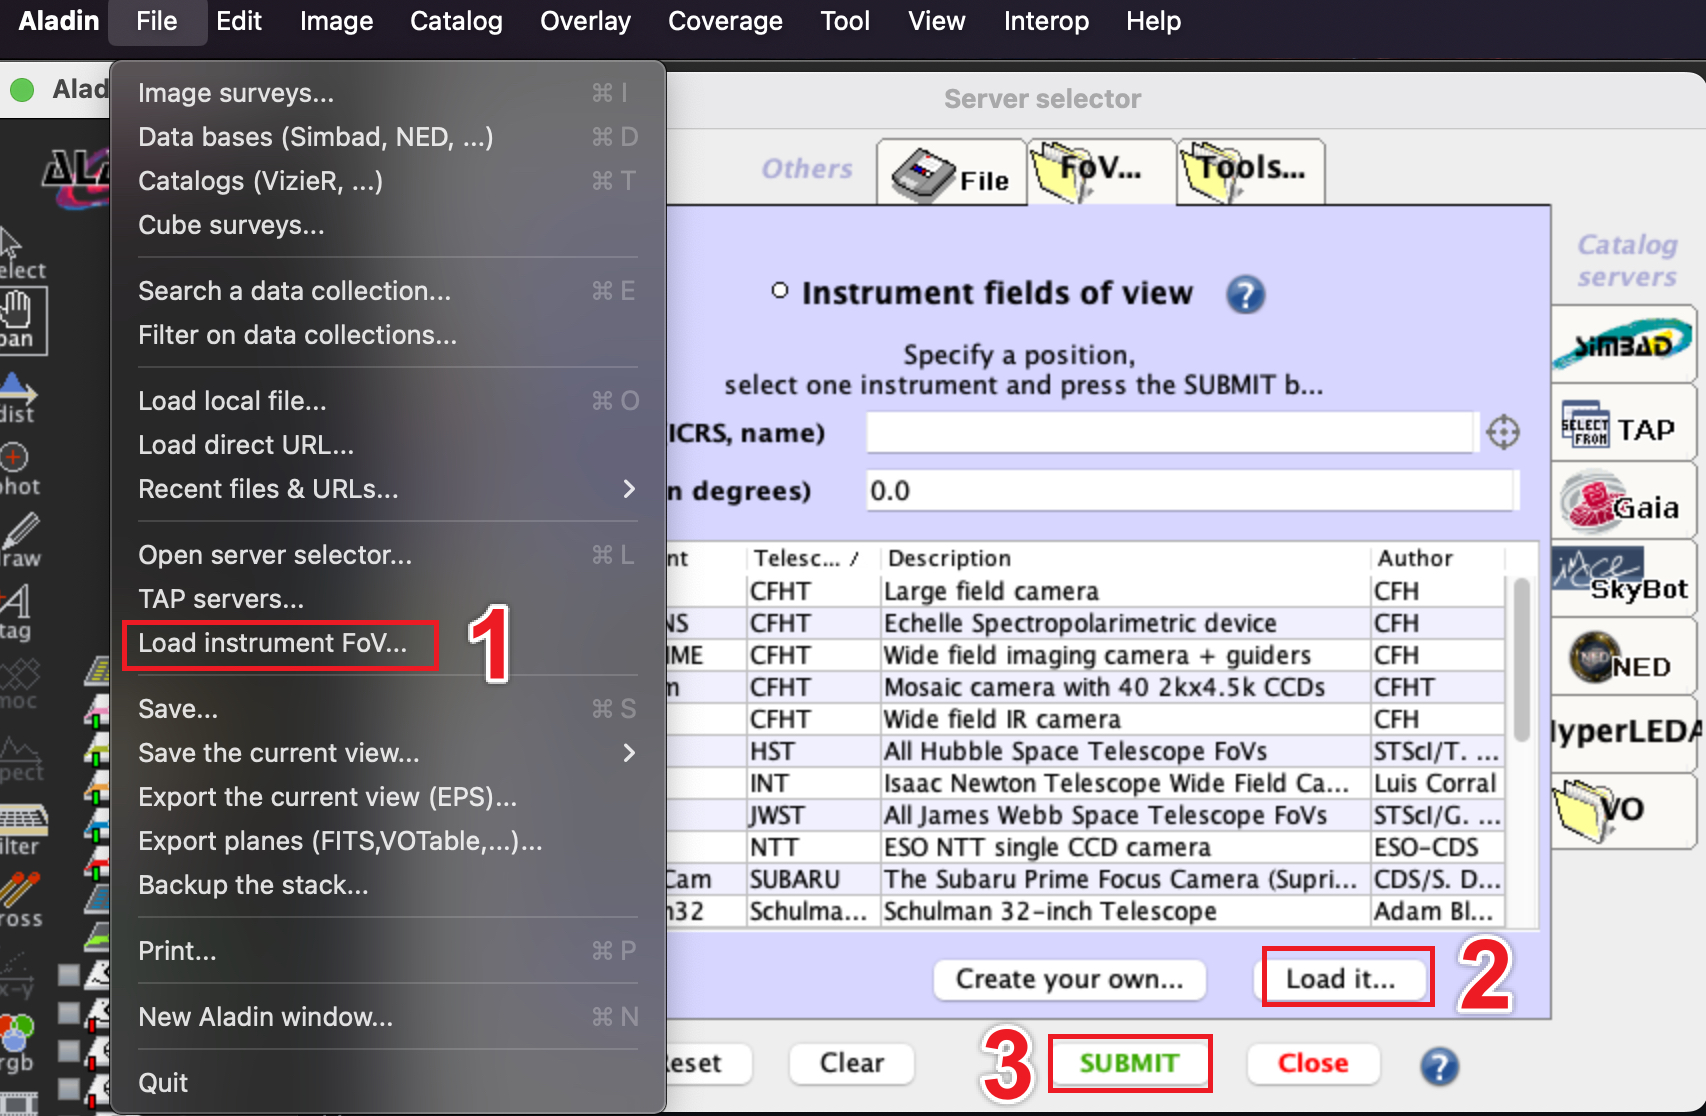 Aladin File Edit Image Catalog Overlay Coverage Tool View Interop Help
Alad
Server selector
Image surveys... ⌘ I
Data bases (Simbad, NED, ...) ⌘ D
Catalogs (VizieR, ...) ⌘ T
Cube surveys...
Search a data collection... ⌘ E
Filter on data collections...
Load local file... ⌘ O
Load direct URL...
Recent files & URLs...
Open server selector... ⌘ L
TAP servers...
Load instrument FoV... 1
Save... ⌘ S
Save the current view...
Export the current view (EPS)...
Export planes (FITS,VOTable,...)...
Backup the stack...
Print... ⌘ P
New Aladin window... ⌘ N
Quit
ALA
elect
pan
dist
phot
raw
tag
moc
pect
ilter
ross
x-y
rgb
Others File FoV... Tools...
Instrument fields of view ?
Specify a position,
select one instrument and press the SUBMIT b...
ICRS, name)
n degrees) 0.0
nt Telesc... / Description Author
CFHT Large field camera CFH
NS CFHT Echelle Spectropolarimetric device CFH
IME CFHT Wide field imaging camera + guiders CFH
m CFHT Mosaic camera with 40 2kx4.5k CCDs CFHT
CFHT Wide field IR camera CFH
HST All Hubble Space Telescope FoVs STScI/T. ...
INT Isaac Newton Telescope Wide Field Ca... Luis Corral
JWST All James Webb Space Telescope FoVs STScI/G. ...
NTT ESO NTT single CCD camera ESO-CDS
Cam SUBARU The Subaru Prime Focus Camera (Supri... CDS/S. D...
n32 Schulma... Schulman 32-inch Telescope Adam Bl...
Create your own... Load it... 2
eset Clear 3 SUBMIT Close ?
Catalog
servers
SIMBAD
SELECT
FROM TAP
Gaia
iMcce
SkyBot
NED NED
HyperLEDA
VO